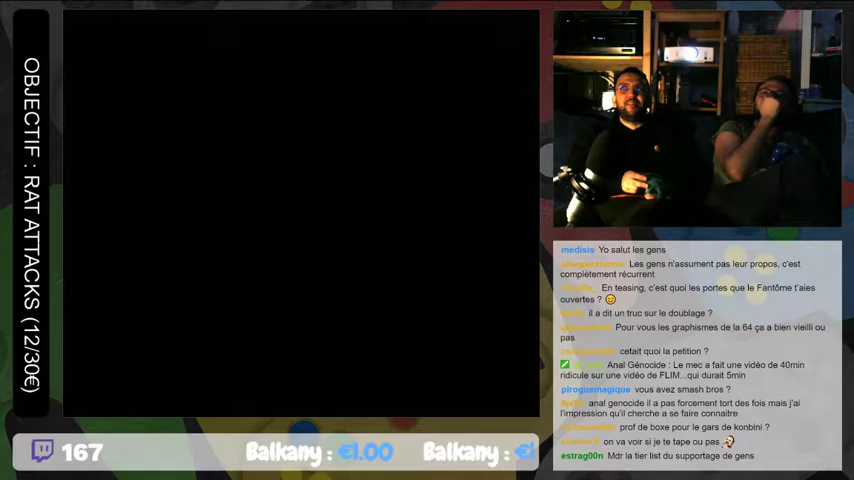 OBJECTIF : RAT ATTACKS (12/30€)
medisis Yo salut les gens
Les gens n'assument pas leur propos, c'est
complètement récurrent
En teasing, c'est quoi les portes que le Fantôme t'aies
ouvertes ?
il a dit un truc sur le doublage ?
Pour vous les graphismes de la 64 ça a bien vieilli ou
pas
cetait quoi la petition ?
Anal Génocide : Le mec a fait une vidéo de 40min
ridicule sur une vidéo de FLIM...qui durait 5min
piroguemagique vous avez smash bros ?
anal genocide il a pas forcement tort des fois mais j'ai
l'impression qu'il cherche a se faire connaitre
prof de boxe pour le gars de konbini ?
on va voir si je te tape ou pas
estrag00n Mdr la tier list du supportage de gens
167 Balkany : €1.00 Balkany : €